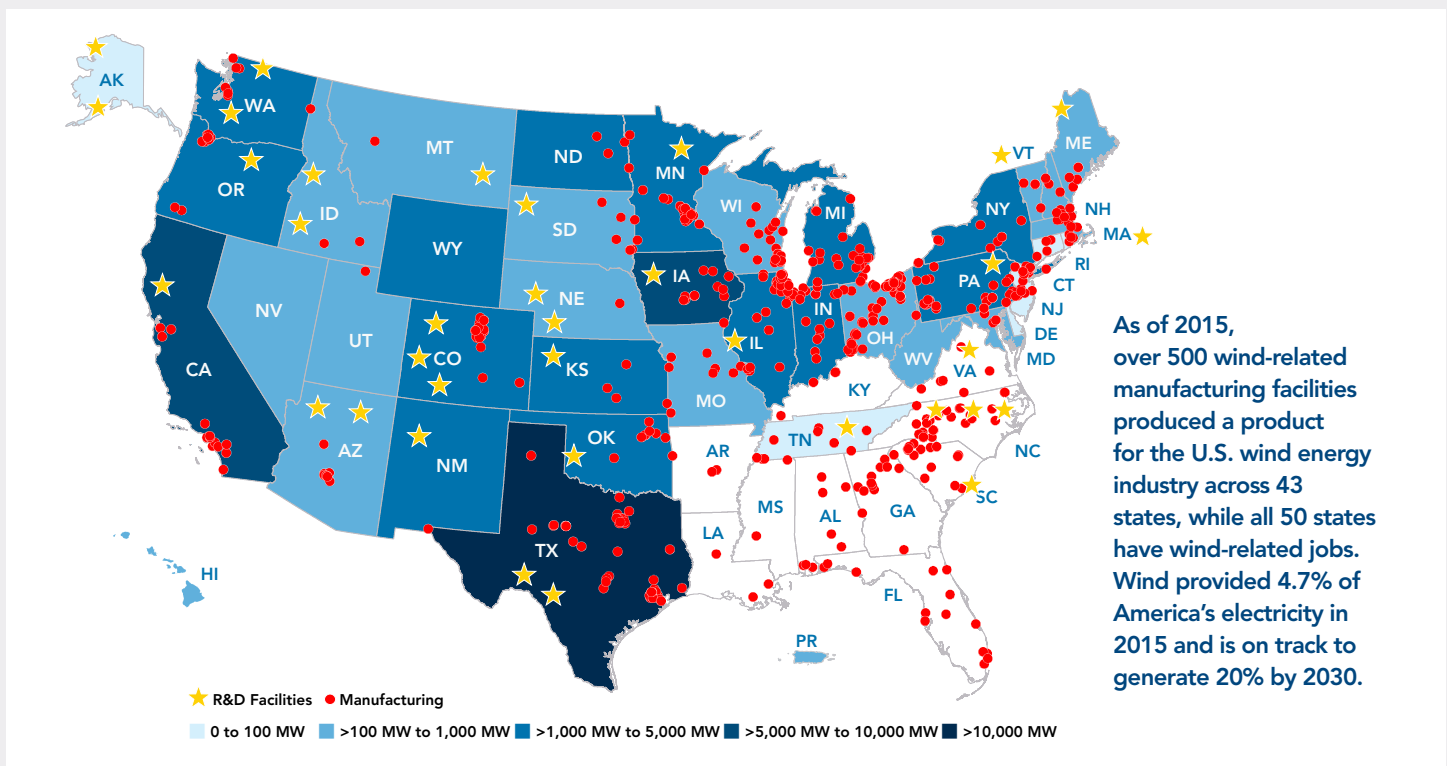 AK
WA
MT
ND
MN
ME
VT
OR
ID
SD
WI
MI
NY
NH
MA
WY
RI
IA
PA
CT
NV
NE
NJ
UT
IL
IN
OH
DE
CA
CO
KS
MO
WV
MD
VA
KY
AZ
NM
OK
AR
TN
NC
SC
TX
LA
MS
AL
GA
HI
FL
PR
As of 2015,
over 500 wind-related
manufacturing facilities
produced a product
for the U.S. wind energy
industry across 43
states, while all 50 states
have wind-related jobs.
Wind provided 4.7% of
America’s electricity in
2015 and is on track to
generate 20% by 2030.
R&D Facilities Manufacturing
0 to 100 MW >100 MW to 1,000 MW >1,000 MW to 5,000 MW >5,000 MW to 10,000 MW >10,000 MW